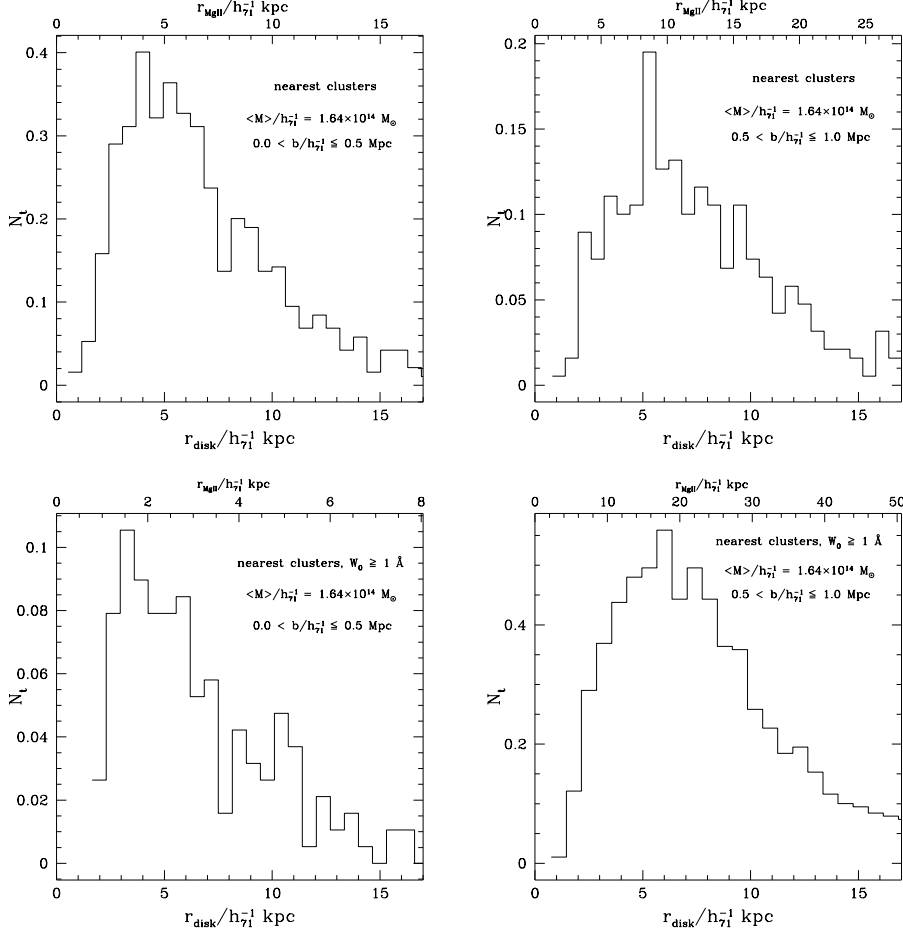 r_MgII/h_71^-1 kpc
0 5 10 15
0.4
0.3
0.2
0.1
0
N_t
nearest clusters
<M>/h_71^-1 = 1.64×10^14 M_⊙
0.0 < b/h_71^-1 ≦ 0.5 Mpc
0 5 10 15
r_disk/h_71^-1 kpc
r_MgII/h_71^-1 kpc
0 5 10 15 20 25
0.2
0.15
0.1
0.05
0
N_t
nearest clusters
<M>/h_71^-1 = 1.64×10^14 M_⊙
0.5 < b/h_71^-1 ≦ 1.0 Mpc
0 5 10 15
r_disk/h_71^-1 kpc
r_MgII/h_71^-1 kpc
0 2 4 6 8
0.1
0.08
0.06
0.04
0.02
0
N_t
nearest clusters, W_0 ≧ 1 Å
<M>/h_71^-1 = 1.64×10^14 M_⊙
0.0 < b/h_71^-1 ≦ 0.5 Mpc
0 5 10 15
r_disk/h_71^-1 kpc
r_MgII/h_71^-1 kpc
0 10 20 30 40 50
0.4
0.2
0
N_t
nearest clusters, W_0 ≧ 1 Å
<M>/h_71^-1 = 1.64×10^14 M_⊙
0.5 < b/h_71^-1 ≦ 1.0 Mpc
0 5 10 15
r_disk/h_71^-1 kpc